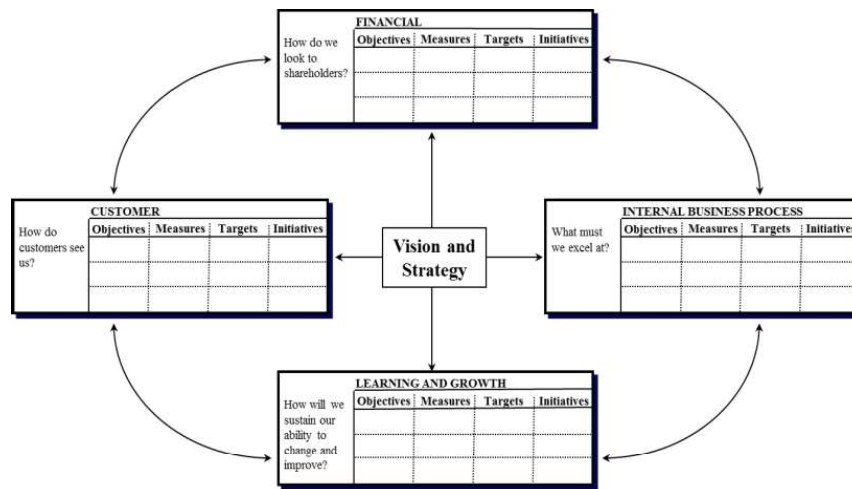 FINANCIAL
Objectives Measures Targets Initiatives
How do we
look to
shareholders?
CUSTOMER
Objectives Measures Targets Initiatives
How do
customers see
us?
Vision and
Strategy
INTERNAL BUSINESS PROCESS
Objectives Measures Targets Initiatives
What must
we excel at?
LEARNING AND GROWTH
Objectives Measures Targets Initiatives
How will we
sustain our
ability to
change and
improve?